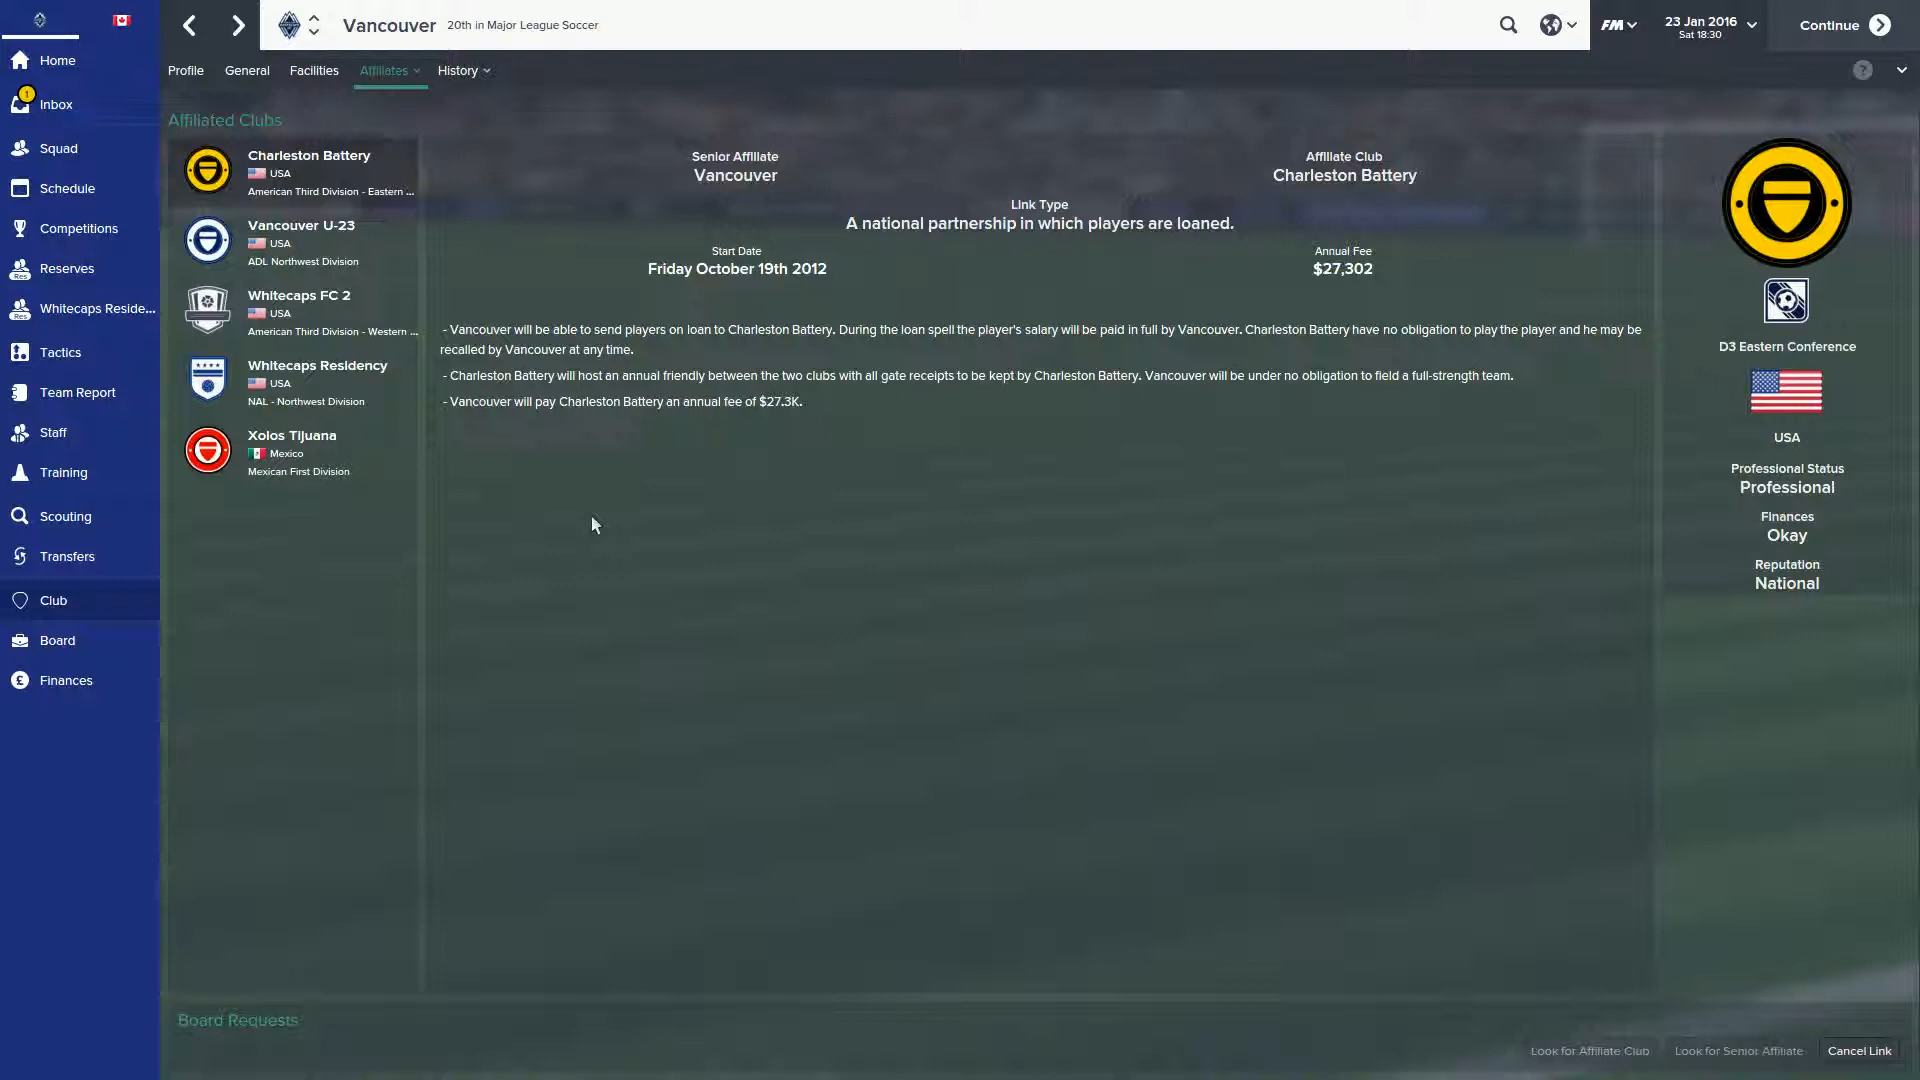 Vancouver 20th in Major League Soccer
FM
23 Jan 2016
Sat 18:30
Continue
Home
1
Inbox
Squad
Schedule
Competitions
Res
Reserves
Res
Whitecaps Reside...
Tactics
Team Report
Staff
Training
Scouting
Transfers
Club
Board
£
Finances
Profile General Facilities Affiliates History
?
Affiliated Clubs
Charleston Battery
USA
American Third Division - Eastern ...
Vancouver U-23
USA
ADL Northwest Division
Whitecaps FC 2
USA
American Third Division - Western ...
Whitecaps Residency
USA
NAL - Northwest Division
Xolos Tijuana
Mexico
Mexican First Division
Senior Affiliate
Vancouver
Affiliate Club
Charleston Battery
Link Type
A national partnership in which players are loaned.
Start Date
Friday October 19th 2012
Annual Fee
$27,302
- Vancouver will be able to send players on loan to Charleston Battery. During the loan spell the player's salary will be paid in full by Vancouver. Charleston Battery have no obligation to play the player and he may be
recalled by Vancouver at any time.
- Charleston Battery will host an annual friendly between the two clubs with all gate receipts to be kept by Charleston Battery. Vancouver will be under no obligation to field a full-strength team.
- Vancouver will pay Charleston Battery an annual fee of $27.3K.
D3 Eastern Conference
USA
Professional Status
Professional
Finances
Okay
Reputation
National
Board Requests
Look for Affiliate Club Look for Senior Affiliate Cancel Link